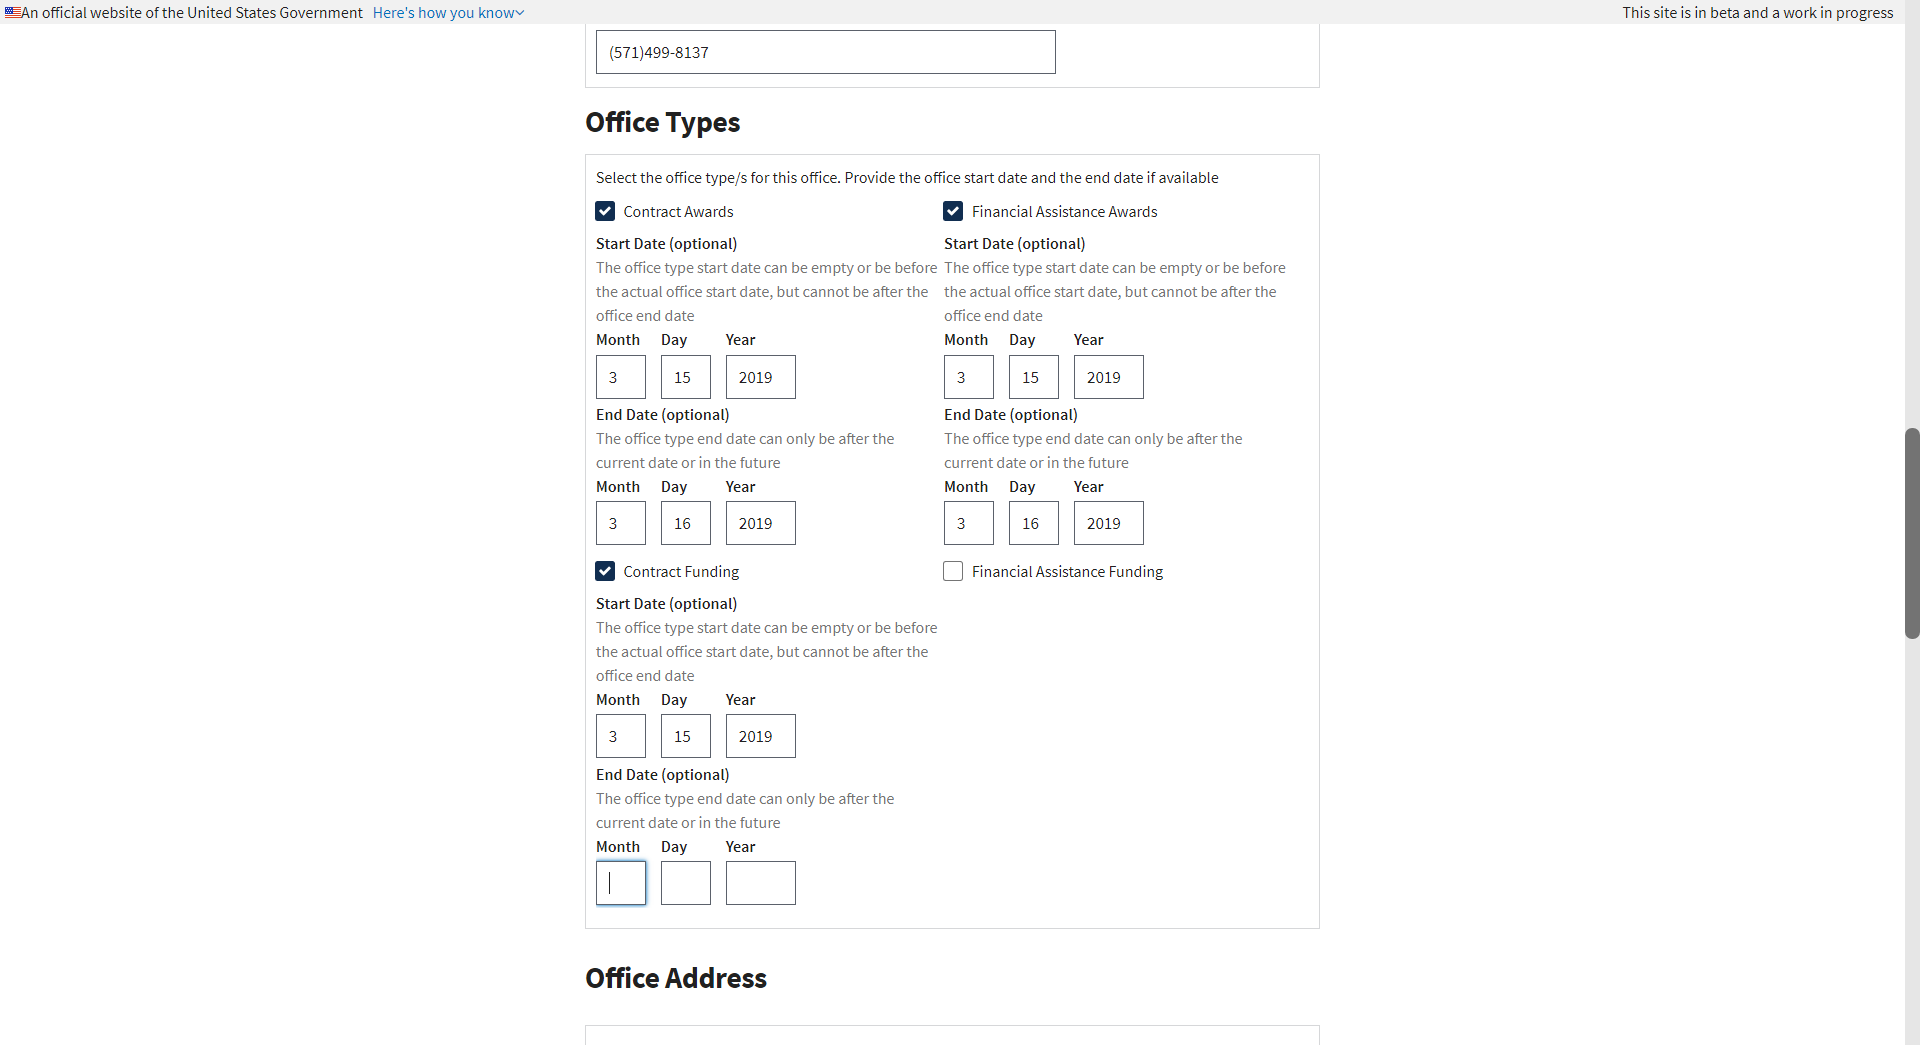 An official website of the United States Government Here's how you know
This site is in beta and a work in progress
(571)499-8137
Office Types
Select the office type/s for this office. Provide the office start date and the end date if available
Contract Awards
Start Date (optional)
The office type start date can be empty or be before
the actual office start date, but cannot be after the
office end date
Month Day Year
3 15 2019
End Date (optional)
The office type end date can only be after the
current date or in the future
Month Day Year
3 16 2019
Financial Assistance Awards
Start Date (optional)
The office type start date can be empty or be before
the actual office start date, but cannot be after the
office end date
Month Day Year
3 15 2019
End Date (optional)
The office type end date can only be after the
current date or in the future
Month Day Year
3 16 2019
Contract Funding
Start Date (optional)
The office type start date can be empty or be before
the actual office start date, but cannot be after the
office end date
Month Day Year
3 15 2019
End Date (optional)
The office type end date can only be after the
current date or in the future
Month Day Year
Financial Assistance Funding
Office Address